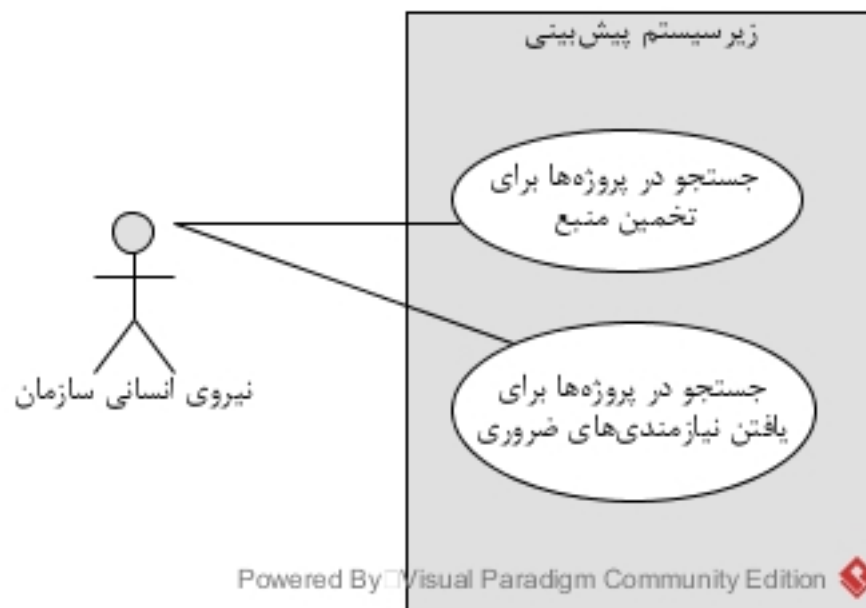 زیرسیستم پیش‌بینی
جستجو در پروژه‌ها برای
تخمین منبع
نیروی انسانی سازمان
جستجو در پروژه‌ها برای
یافتن نیازمندی‌های ضروری
Powered By Visual Paradigm Community Edition